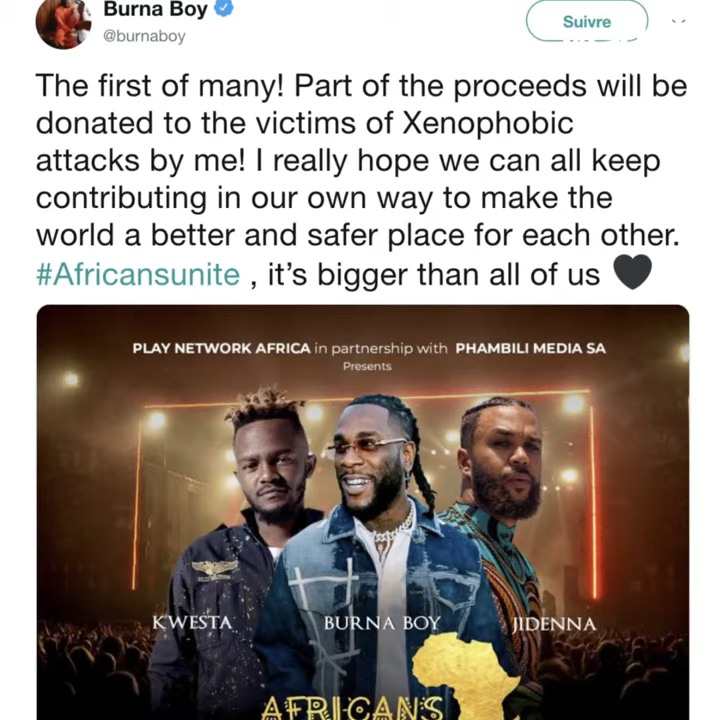 Burna Boy
@burnaboy
Suivre
The first of many! Part of the proceeds will be
donated to the victims of Xenophobic
attacks by me! I really hope we can all keep
contributing in our own way to make the
world a better and safer place for each other.
#Africansunite , it’s bigger than all of us 🖤
PLAY NETWORK AFRICA in partnership with PHAMBILI MEDIA SA
Presents
KWESTA
BURNA BOY
JIDENNA
AFRICANS